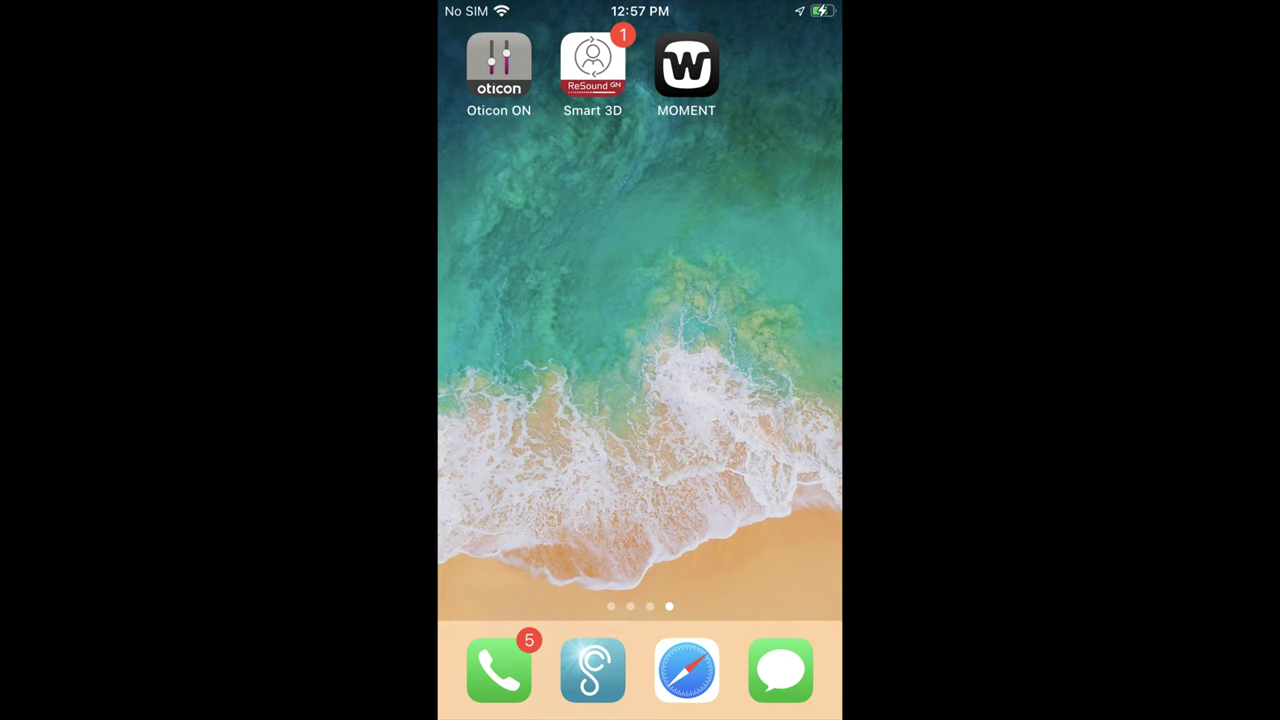 No SIM 12:57 PM
1
oticon
ReSound GN
W
Oticon ON Smart 3D MOMENT
5